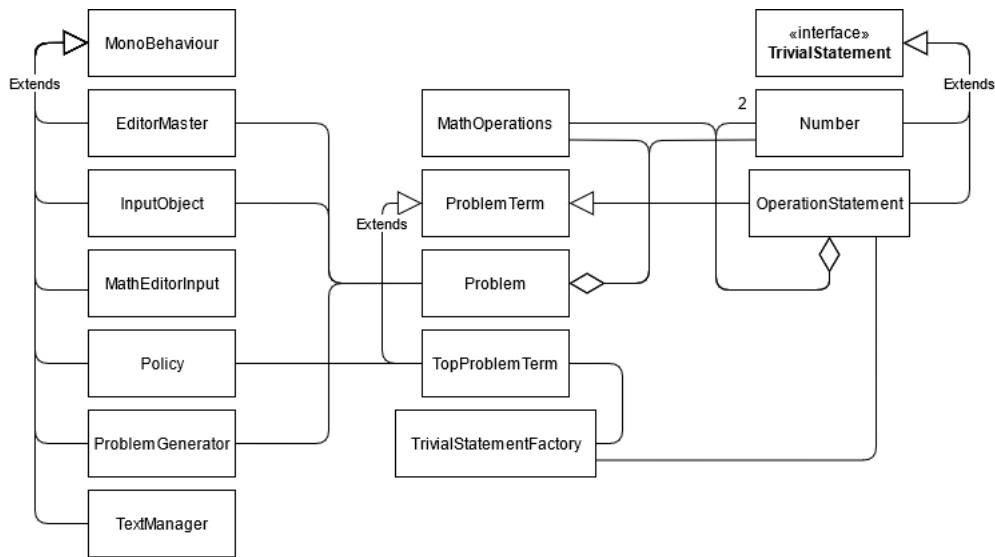 MonoBehaviour
Extends
EditorMaster
InputObject
MathEditorInput
Policy
ProblemGenerator
TextManager
MathOperations
ProblemTerm
Extends
Problem
TopProblemTerm
TrivialStatementFactory
«interface»
TrivialStatement
Extends
2
Number
OperationStatement